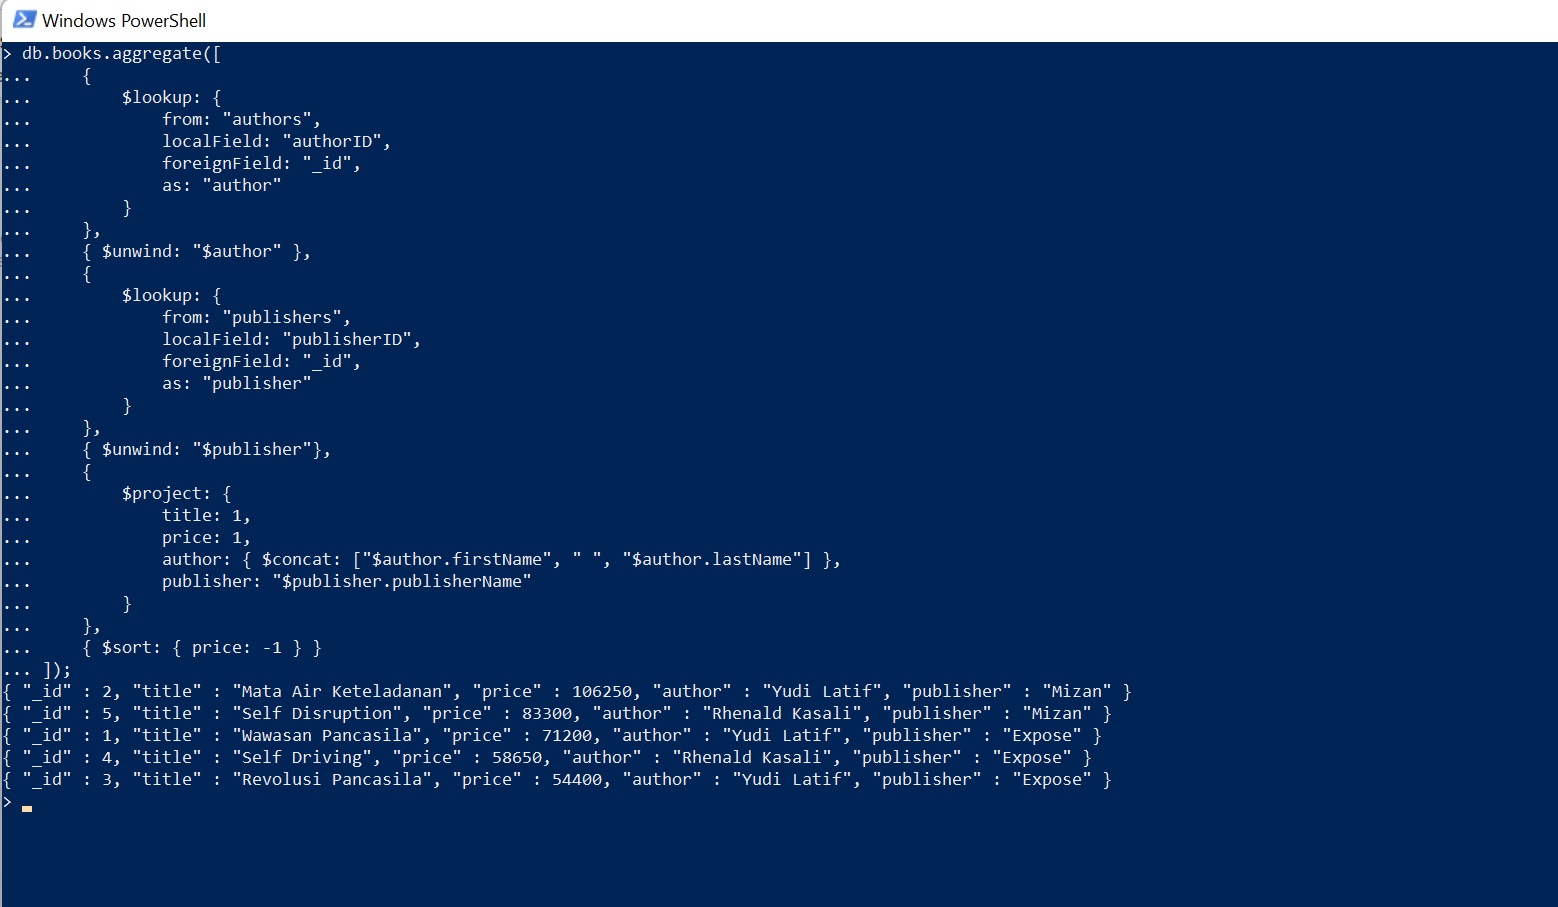 Windows PowerShell
> db.books.aggregate([
...     {
...         $lookup: {
...             from: "authors",
...             localField: "authorID",
...             foreignField: "_id",
...             as: "author"
...         }
...     },
...     { $unwind: "$author" },
...     {
...         $lookup: {
...             from: "publishers",
...             localField: "publisherID",
...             foreignField: "_id",
...             as: "publisher"
...         }
...     },
...     { $unwind: "$publisher"},
...     {
...         $project: {
...             title: 1,
...             price: 1,
...             author: { $concat: ["$author.firstName", " ", "$author.lastName"] },
...             publisher: "$publisher.publisherName"
...         }
...     },
...     { $sort: { price: -1 } }
... ]);
{ "_id" : 2, "title" : "Mata Air Keteladanan", "price" : 106250, "author" : "Yudi Latif", "publisher" : "Mizan" }
{ "_id" : 5, "title" : "Self Disruption", "price" : 83300, "author" : "Rhenald Kasali", "publisher" : "Mizan" }
{ "_id" : 1, "title" : "Wawasan Pancasila", "price" : 71200, "author" : "Yudi Latif", "publisher" : "Expose" }
{ "_id" : 4, "title" : "Self Driving", "price" : 58650, "author" : "Rhenald Kasali", "publisher" : "Expose" }
{ "_id" : 3, "title" : "Revolusi Pancasila", "price" : 54400, "author" : "Yudi Latif", "publisher" : "Expose" }
>